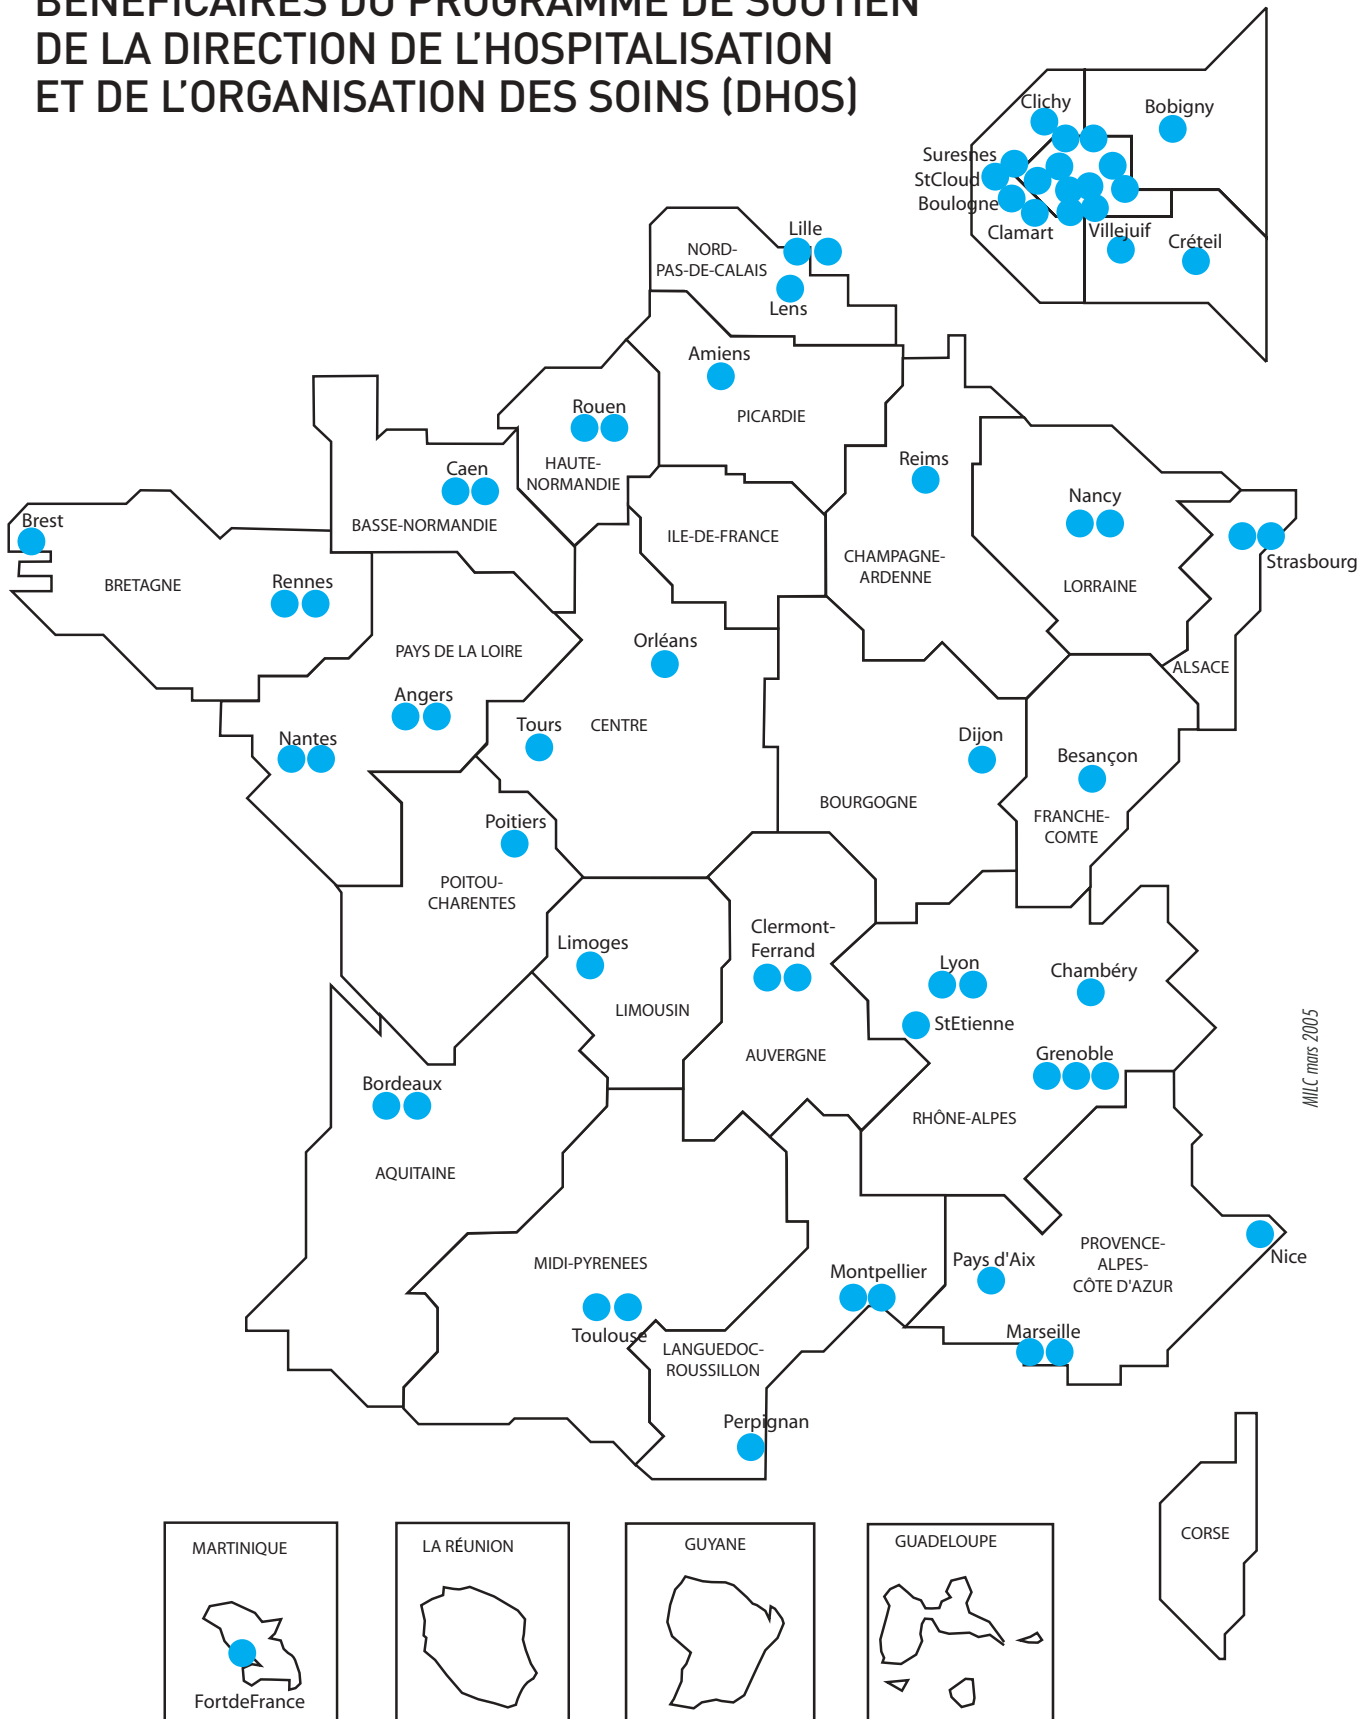 BÉNÉFICAIRES DU PROGRAMME DE SOUTIEN
DE LA DIRECTION DE L'HOSPITALISATION
ET DE L'ORGANISATION DES SOINS (DHOS)
Clichy
Bobigny
Suresnes
StCloud
Boulogne
Clamart
Villejuif
Créteil
Lille
NORD-
PAS-DE-CALAIS
Lens
Amiens
PICARDIE
Rouen
HAUTE-
NORMANDIE
Caen
BASSE-NORMANDIE
Reims
Nancy
Brest
BRETAGNE
Rennes
ILE-DE-FRANCE
CHAMPAGNE-
ARDENNE
LORRAINE
Strasbourg
ALSACE
PAYS DE LA LOIRE
Orléans
Angers
Nantes
Tours
CENTRE
Dijon
Besançon
BOURGOGNE
FRANCHE-
COMTE
Poitiers
POITOU-
CHARENTES
Limoges
LIMOUSIN
Clermont-
Ferrand
AUVERGNE
Lyon
Chambéry
StEtienne
Grenoble
RHÔNE-ALPES
MILC mars 2005
Bordeaux
AQUITAINE
MIDI-PYRENEES
Toulouse
Montpellier
Pays d'Aix
PROVENCE-
ALPES-
CÔTE D'AZUR
Nice
Marseille
LANGUEDOC-
ROUSSILLON
Perpignan
CORSE
MARTINIQUE
FortdeFrance
LA RÉUNION
GUYANE
GUADELOUPE